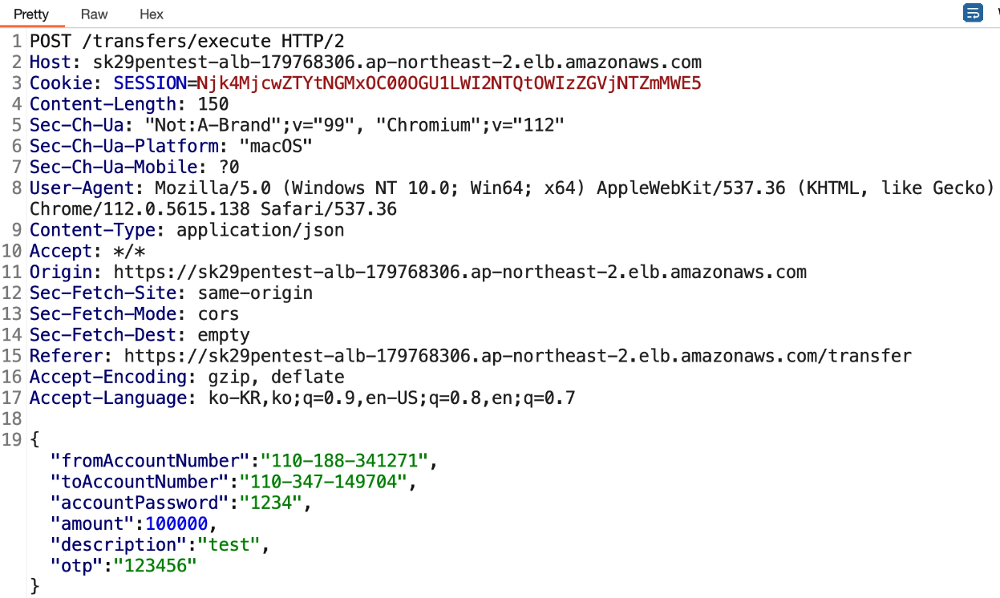 Pretty Raw Hex
1 POST /transfers/execute HTTP/2
2 Host: sk29pentest-alb-179768306.ap-northeast-2.elb.amazonaws.com
3 Cookie: SESSION=Njk4MjcwZTYtNGMxOC00OGU1LWI2NTQtOWIzZGVjNTZmMWE5
4 Content-Length: 150
5 Sec-Ch-Ua: "Not:A-Brand";v="99", "Chromium";v="112"
6 Sec-Ch-Ua-Platform: "macOS"
7 Sec-Ch-Ua-Mobile: ?0
8 User-Agent: Mozilla/5.0 (Windows NT 10.0; Win64; x64) AppleWebKit/537.36 (KHTML, like Gecko)
Chrome/112.0.5615.138 Safari/537.36
9 Content-Type: application/json
10 Accept: */*
11 Origin: https://sk29pentest-alb-179768306.ap-northeast-2.elb.amazonaws.com
12 Sec-Fetch-Site: same-origin
13 Sec-Fetch-Mode: cors
14 Sec-Fetch-Dest: empty
15 Referer: https://sk29pentest-alb-179768306.ap-northeast-2.elb.amazonaws.com/transfer
16 Accept-Encoding: gzip, deflate
17 Accept-Language: ko-KR,ko;q=0.9,en-US;q=0.8,en;q=0.7
18
19 {
"fromAccountNumber":"110-188-341271",
"toAccountNumber":"110-347-149704",
"accountPassword":"1234",
"amount":100000,
"description":"test",
"otp":"123456"
}